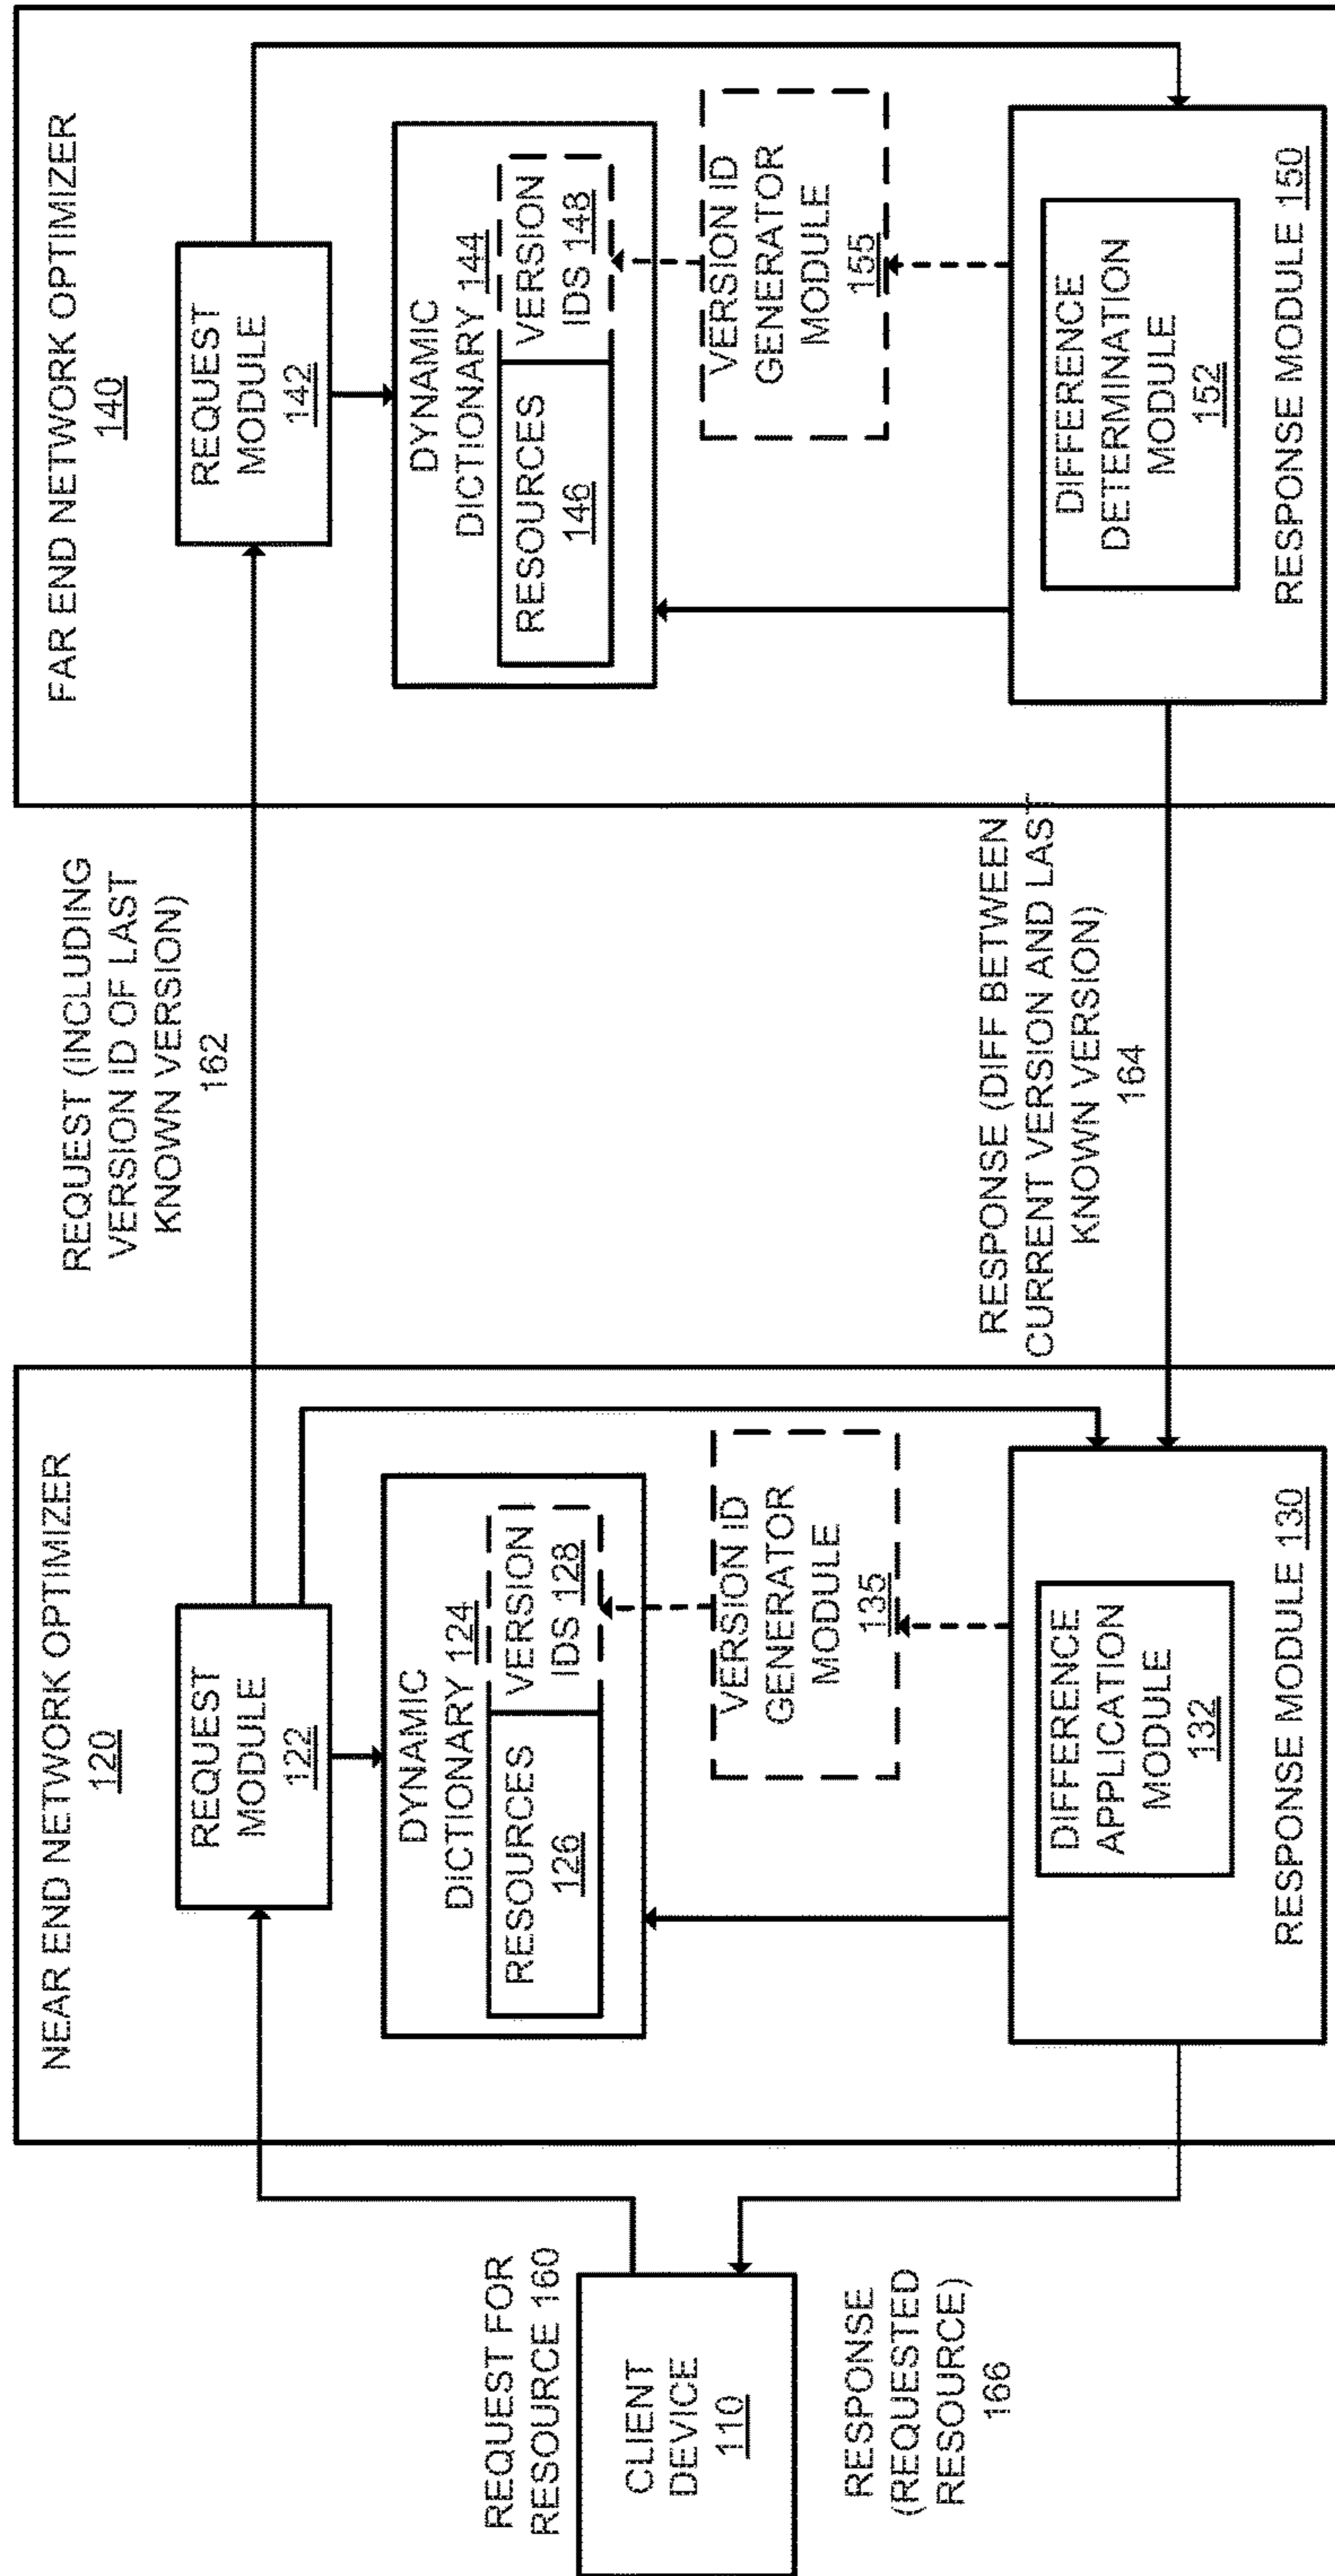 REQUEST FOR
RESOURCE 160
CLIENT
DEVICE
110
RESPONSE
(REQUESTED
RESOURCE)
166
NEAR END NETWORK OPTIMIZER
120
REQUEST
MODULE
122
DYNAMIC
DICTIONARY 124
RESOURCES
126
VERSION
IDS 128
VERSION ID
GENERATOR
MODULE
135
DIFFERENCE
APPLICATION
MODULE
132
RESPONSE MODULE 130
REQUEST (INCLUDING
VERSION ID OF LAST
KNOWN VERSION)
162
RESPONSE (DIFF BETWEEN
CURRENT VERSION AND LAST
KNOWN VERSION)
164
FAR END NETWORK OPTIMIZER
140
REQUEST
MODULE
142
DYNAMIC
DICTIONARY 144
RESOURCES
146
VERSION
IDS 148
VERSION ID
GENERATOR
MODULE
155
DIFFERENCE
DETERMINATION
MODULE
152
RESPONSE MODULE 150